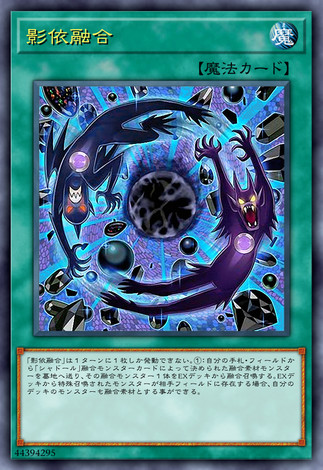 影依融合
魔
【魔法カード】
「影依融合」は１ターンに１枚しか発動できない。①：自分の手札・フィールドか
ら「シャドール」融合モンスターカードによって決められた融合素材モンスタ
ーを墓地へ送り、その融合モンスター１体をEXデッキから融合召喚する。EXデ
ッキから特殊召喚されたモンスターが相手フィールドに存在する場合、自分の
デッキのモンスターも融合素材とする事ができる。
44394295